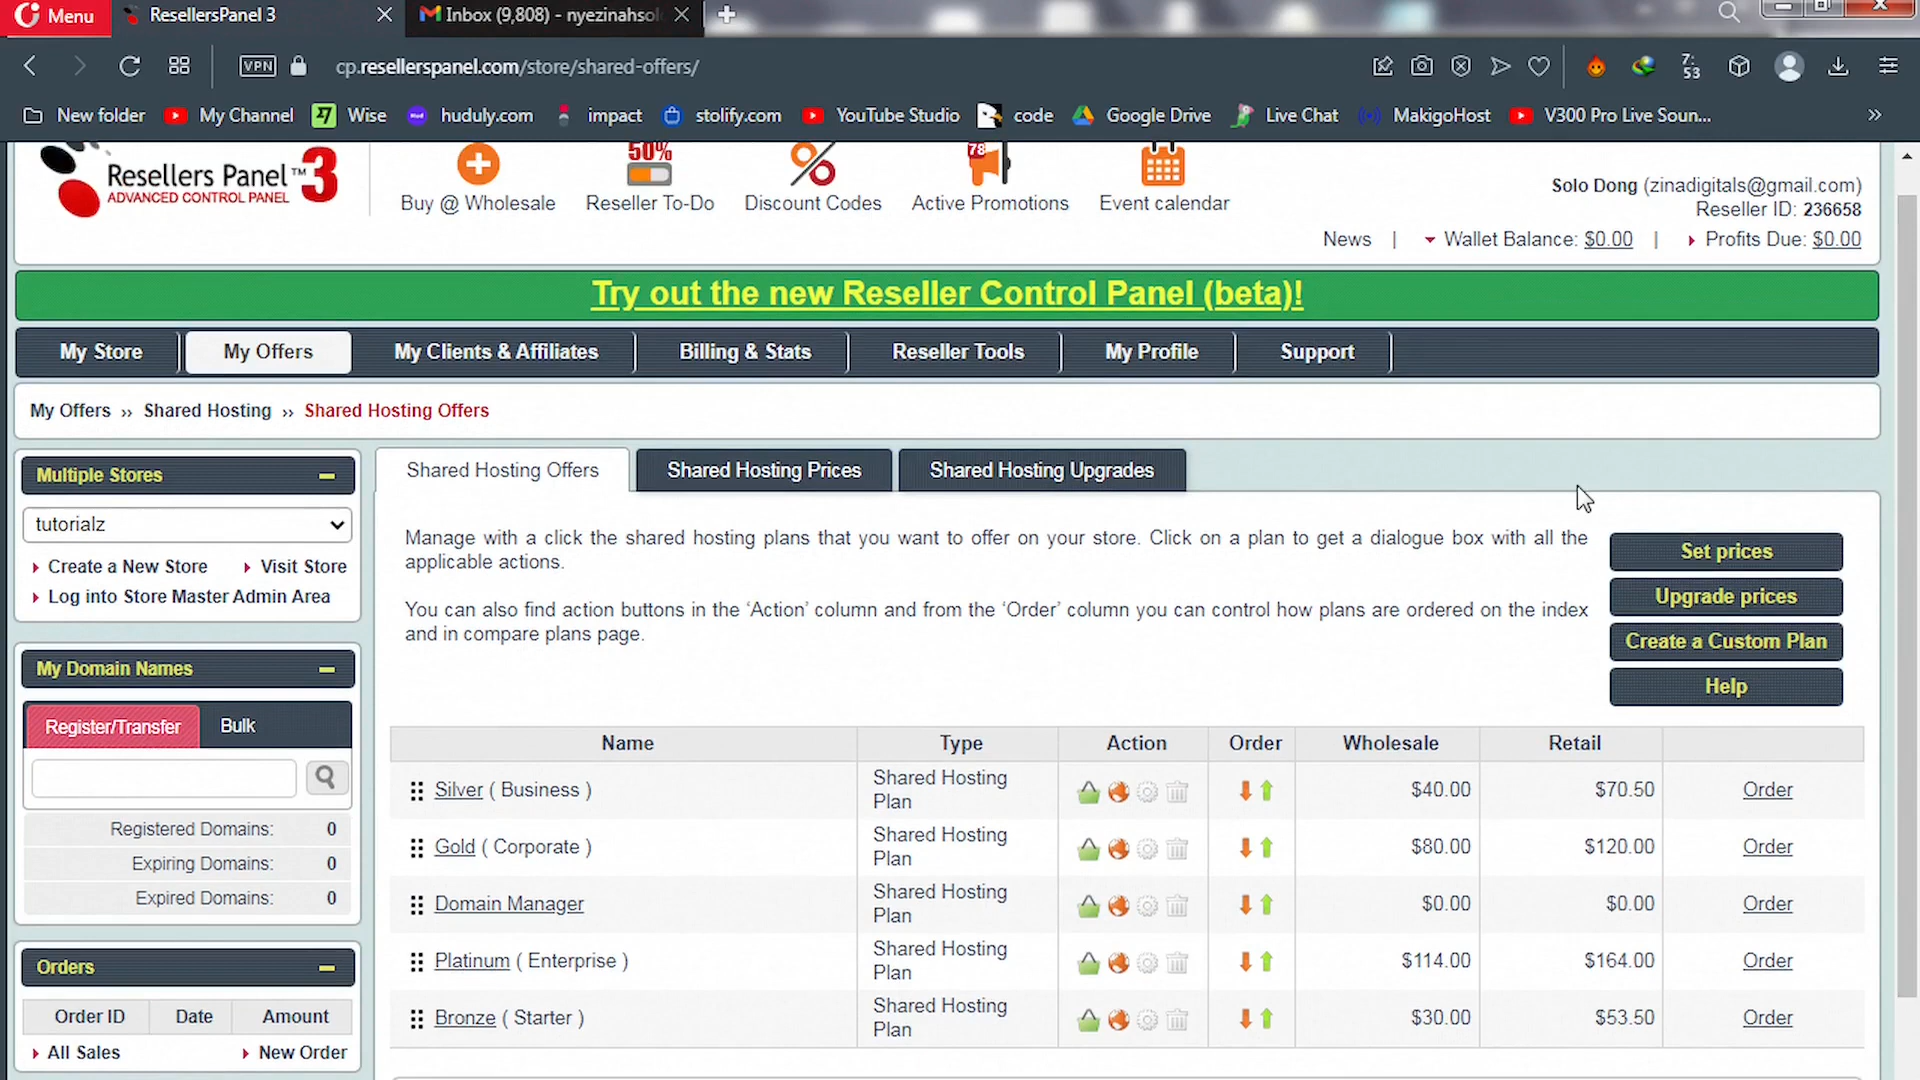 Menu
ResellersPanel 3
Inbox (9,808) - nyezinahsol
VPN
cp.resellerspanel.com/store/shared-offers/
7:
53
New folder
My Channel
Wise
huduly.com
impact
stolify.com
YouTube Studio
code
Google Drive
Live Chat
MakigoHost
V300 Pro Live Soun...
Resellers Panel™ 3
ADVANCED CONTROL PANEL
Buy @ Wholesale
50%
Reseller To-Do
Discount Codes
78
Active Promotions
Event calendar
Solo Dong (zinadigitals@gmail.com)
Reseller ID: 236658
News | Wallet Balance: $0.00 | Profits Due: $0.00
Try out the new Reseller Control Panel (beta)!
My Store
My Offers
My Clients & Affiliates
Billing & Stats
Reseller Tools
My Profile
Support
My Offers ›› Shared Hosting ›› Shared Hosting Offers
Multiple Stores
tutorialz
Create a New Store
Visit Store
Log into Store Master Admin Area
My Domain Names
Register/Transfer
Bulk
Registered Domains: 0
Expiring Domains: 0
Expired Domains: 0
Orders
Order ID Date Amount
All Sales
New Order
Shared Hosting Offers
Shared Hosting Prices
Shared Hosting Upgrades
Manage with a click the shared hosting plans that you want to offer on your store. Click on a plan to get a dialogue box with all the
applicable actions.
You can also find action buttons in the ‘Action’ column and from the ‘Order’ column you can control how plans are ordered on the index
and in compare plans page.
Set prices
Upgrade prices
Create a Custom Plan
Help
Name Type Action Order Wholesale Retail
Silver ( Business ) Shared Hosting Plan $40.00 $70.50 Order
Gold ( Corporate ) Shared Hosting Plan $80.00 $120.00 Order
Domain Manager Shared Hosting Plan $0.00 $0.00 Order
Platinum ( Enterprise ) Shared Hosting Plan $114.00 $164.00 Order
Bronze ( Starter ) Shared Hosting Plan $30.00 $53.50 Order